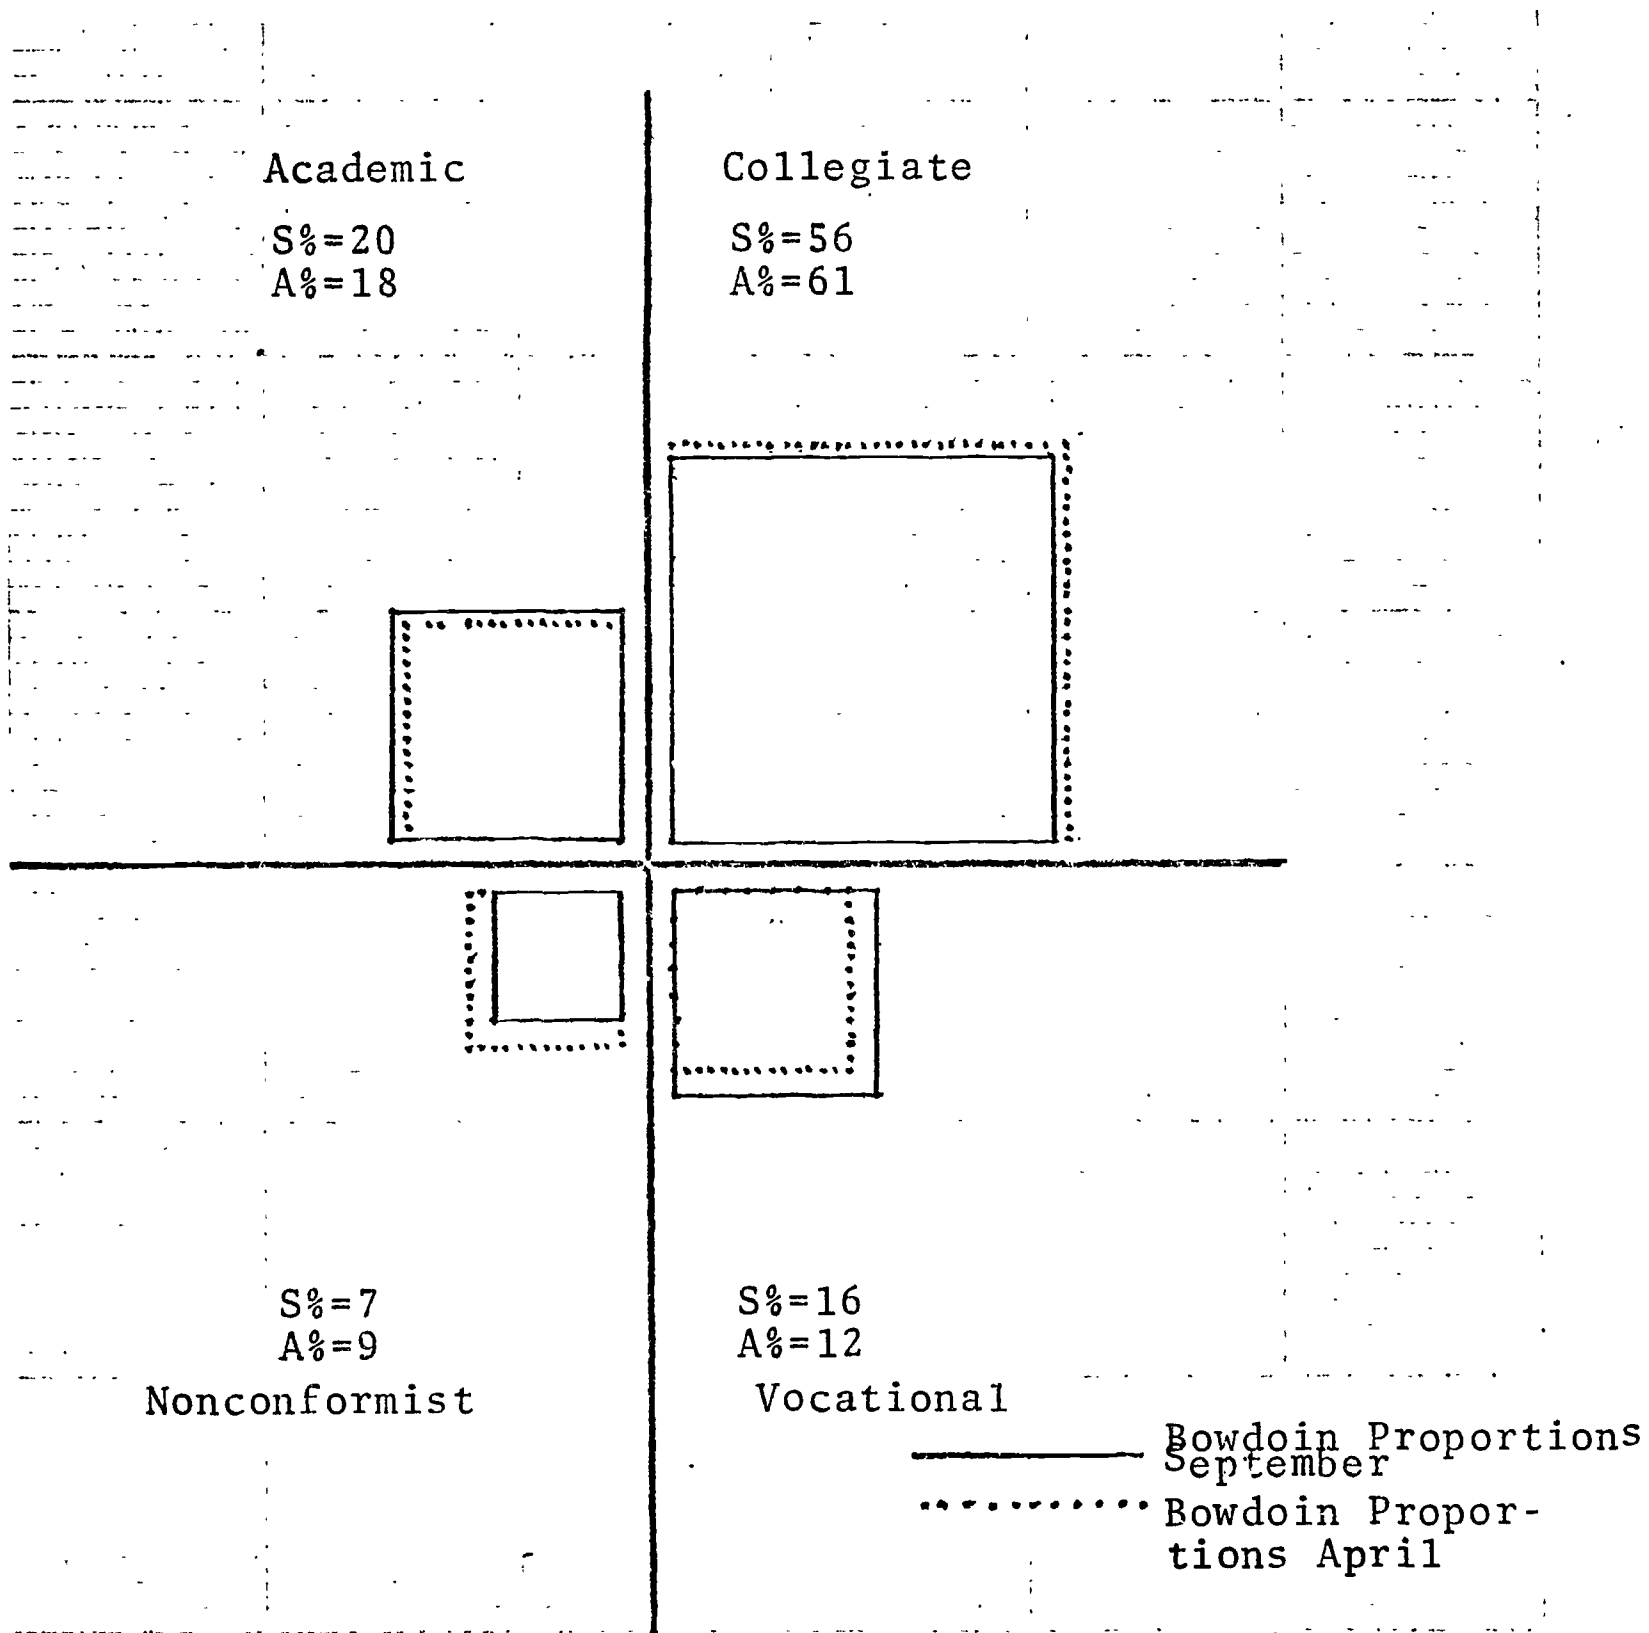 Academic
S%=20
A%=18
Collegiate
S%=56
A%=61
S%=7
A%=9
Nonconformist
S%=16
A%=12
Vocational
Bowdoin Proportions
September
Bowdoin Propor-
tions April